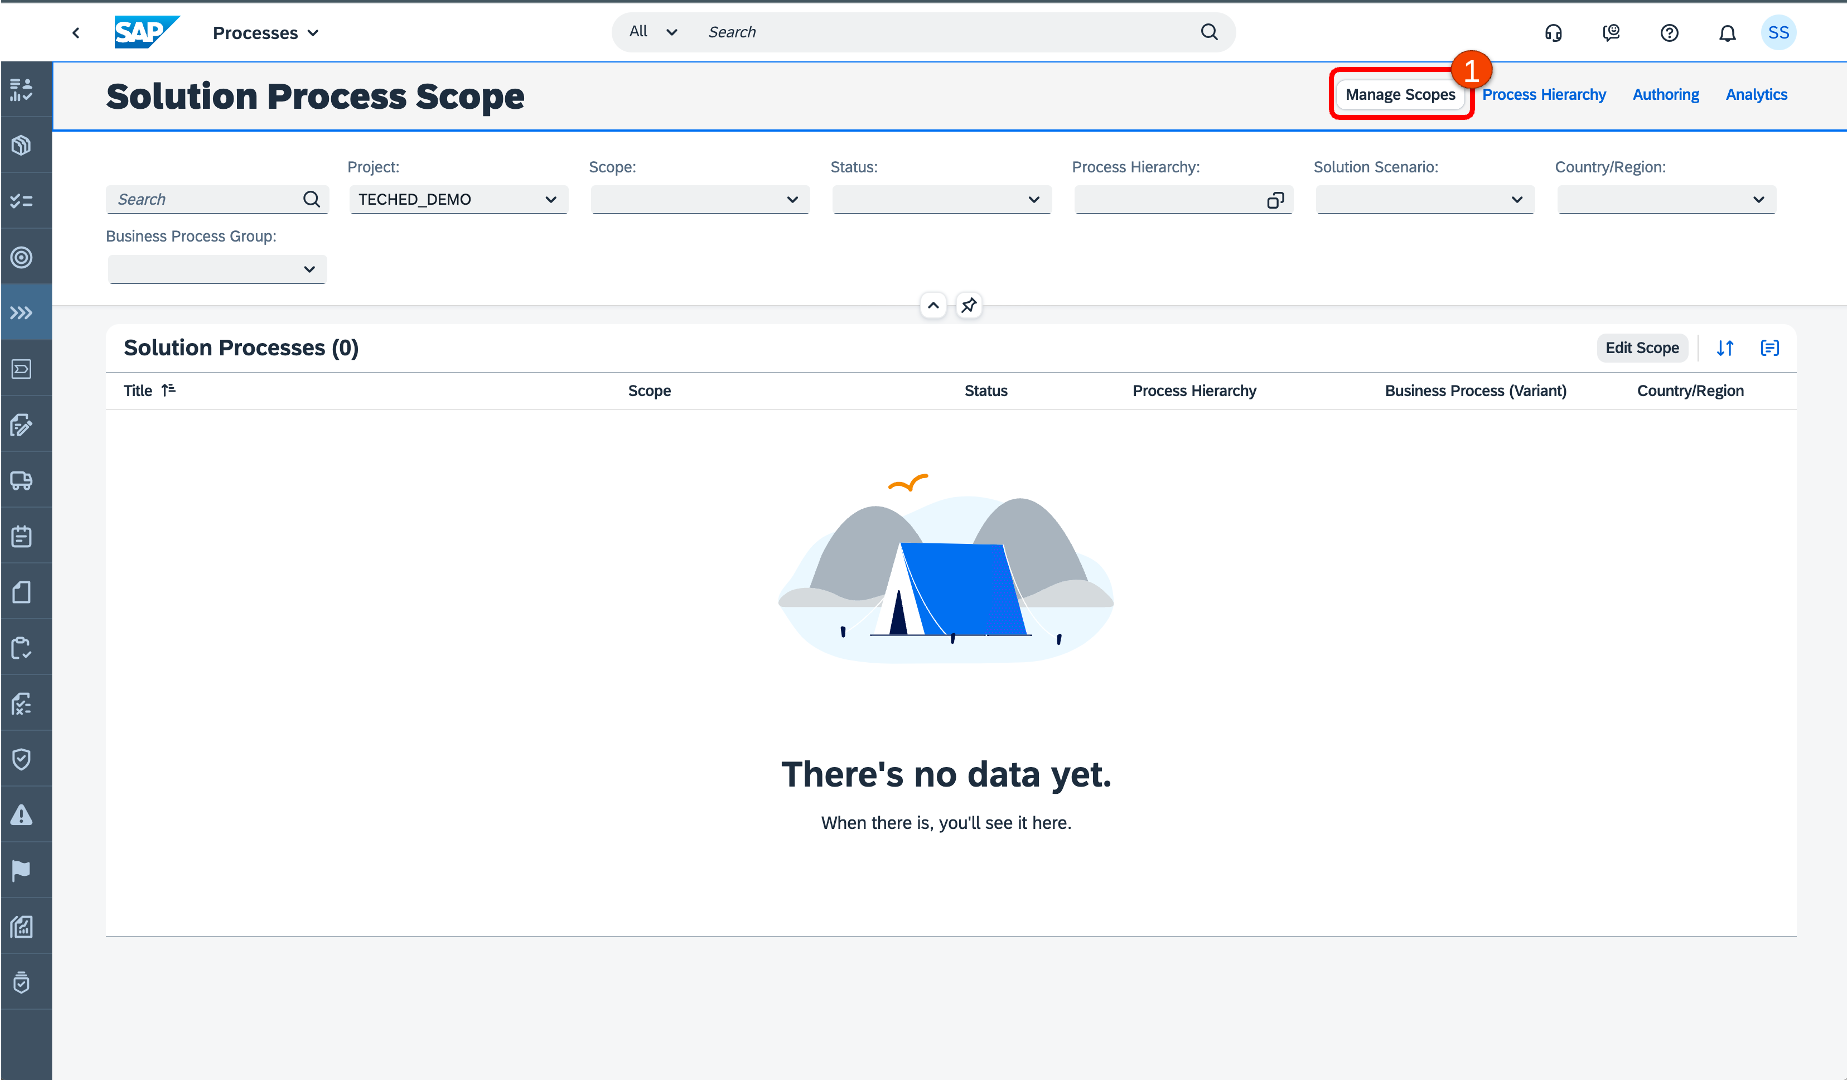 SAP
Processes
All
Search
SS
Solution Process Scope
Manage Scopes
1
Process Hierarchy
Authoring
Analytics
Project:
Scope:
Status:
Process Hierarchy:
Solution Scenario:
Country/Region:
Search
TECHED_DEMO
Business Process Group:
Solution Processes (0)
Edit Scope
Title
Scope
Status
Process Hierarchy
Business Process (Variant)
Country/Region
There's no data yet.
When there is, you'll see it here.